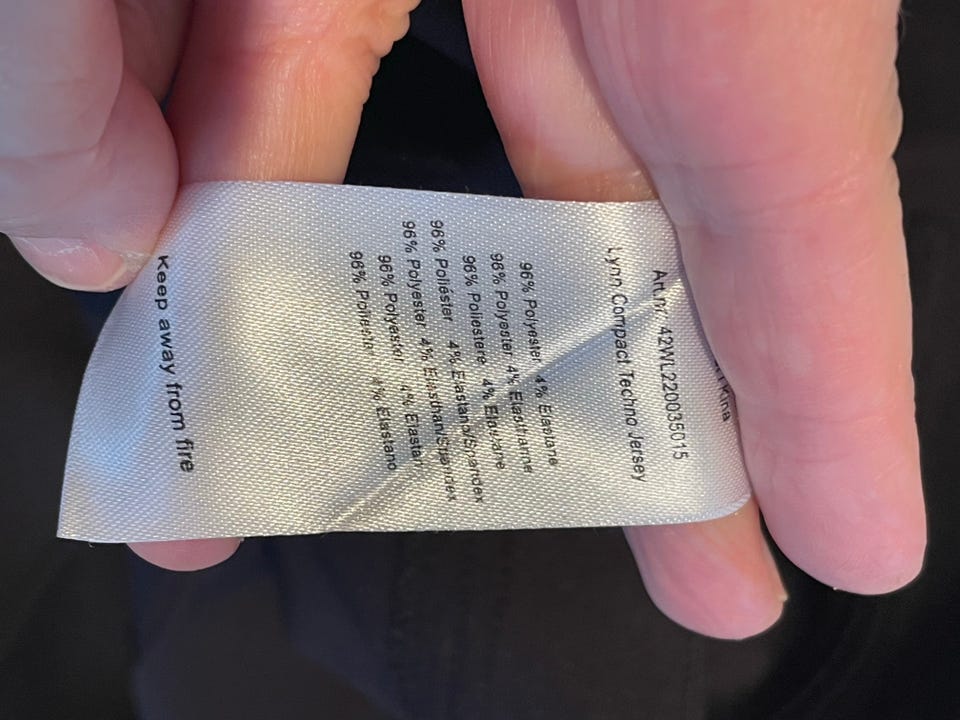 Kina
Art.nr. 42WL220035015
Lynn Compact Techno Jersey
96% Polyester 4% Elastane
96% Polyester 4% Elasthanne
96% Poliestere 4%
96% Poliéster 4% Elastano/Spandex
96% Polyester 4% Elasthan/Spandex
96% Polyester 4% Elastan
96% Poliester 4% Elastano
Keep away from fire